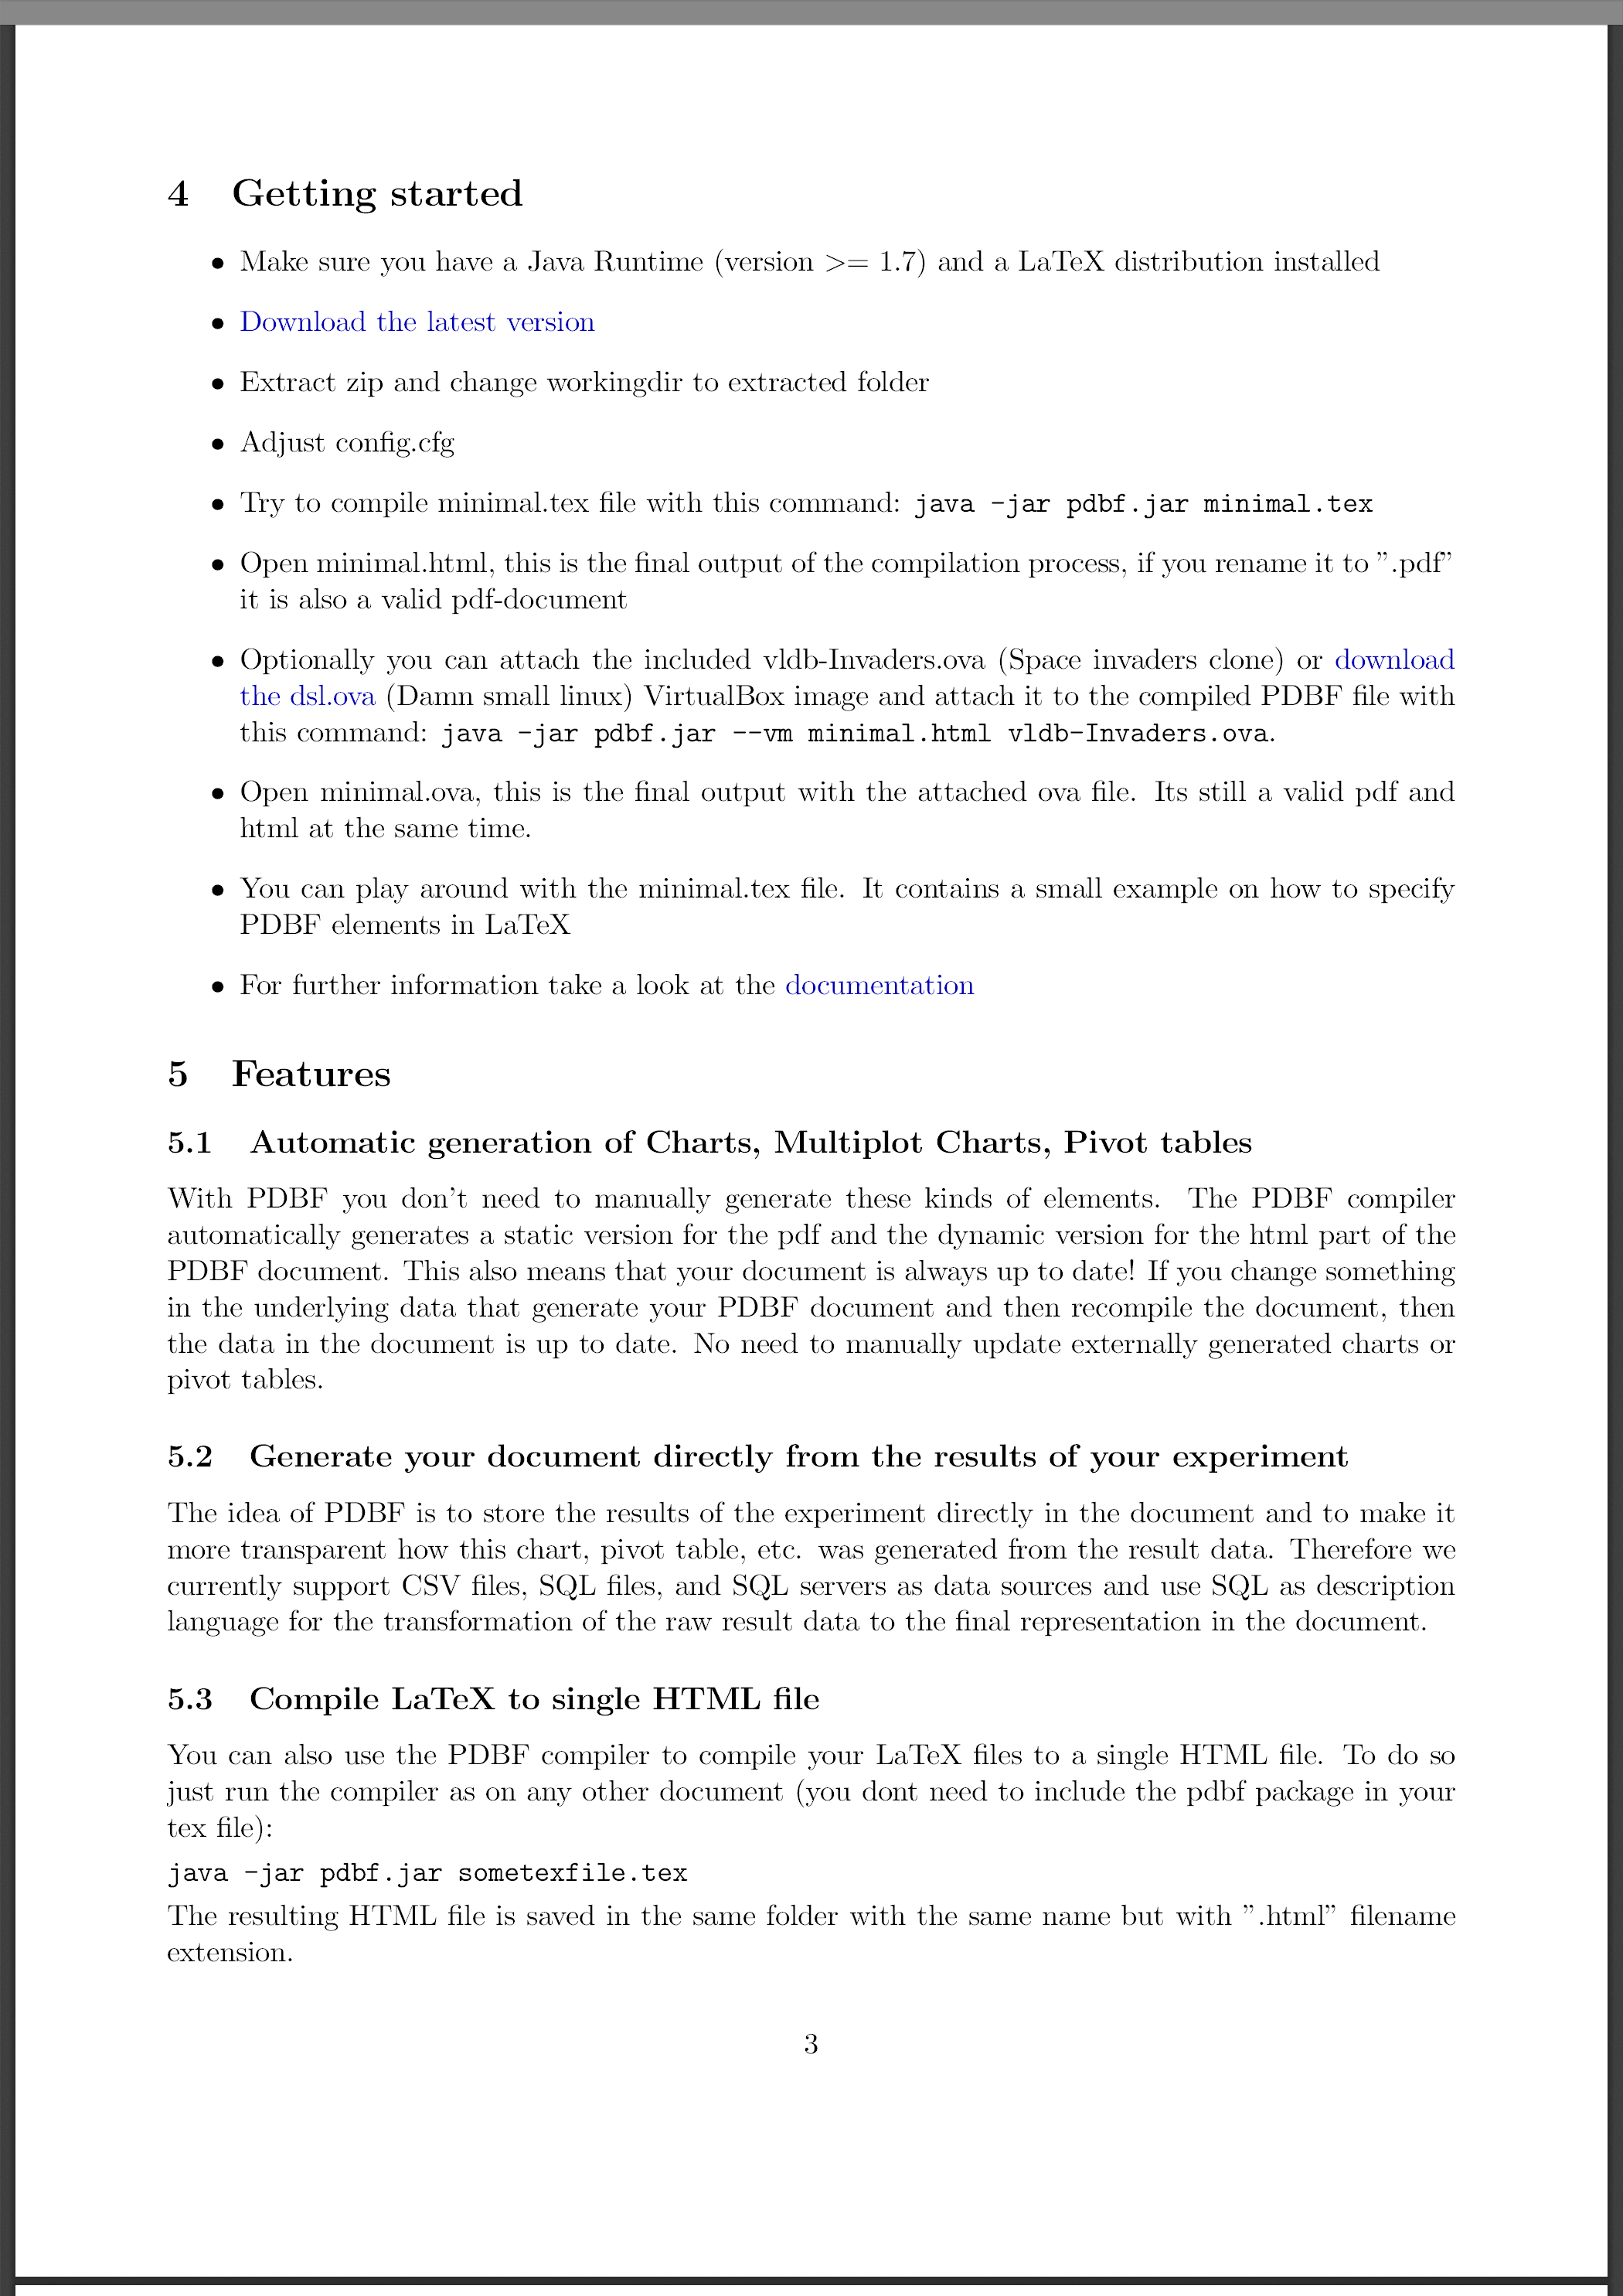 4 Getting started
• Make sure you have a Java Runtime (version >= 1.7) and a LaTeX distribution installed
• Download the latest version
• Extract zip and change workingdir to extracted folder
• Adjust config.cfg
• Try to compile minimal.tex file with this command: java -jar pdbf.jar minimal.tex
• Open minimal.html, this is the final output of the compilation process, if you rename it to ”.pdf”
it is also a valid pdf-document
• Optionally you can attach the included vldb-Invaders.ova (Space invaders clone) or download
the dsl.ova (Damn small linux) VirtualBox image and attach it to the compiled PDBF file with
this command: java -jar pdbf.jar --vm minimal.html vldb-Invaders.ova.
• Open minimal.ova, this is the final output with the attached ova file. Its still a valid pdf and
html at the same time.
• You can play around with the minimal.tex file. It contains a small example on how to specify
PDBF elements in LaTeX
• For further information take a look at the documentation
5 Features
5.1 Automatic generation of Charts, Multiplot Charts, Pivot tables
With PDBF you don’t need to manually generate these kinds of elements. The PDBF compiler
automatically generates a static version for the pdf and the dynamic version for the html part of the
PDBF document. This also means that your document is always up to date! If you change something
in the underlying data that generate your PDBF document and then recompile the document, then
the data in the document is up to date. No need to manually update externally generated charts or
pivot tables.
5.2 Generate your document directly from the results of your experiment
The idea of PDBF is to store the results of the experiment directly in the document and to make it
more transparent how this chart, pivot table, etc. was generated from the result data. Therefore we
currently support CSV files, SQL files, and SQL servers as data sources and use SQL as description
language for the transformation of the raw result data to the final representation in the document.
5.3 Compile LaTeX to single HTML file
You can also use the PDBF compiler to compile your LaTeX files to a single HTML file. To do so
just run the compiler as on any other document (you dont need to include the pdbf package in your
tex file):
java -jar pdbf.jar sometexfile.tex
The resulting HTML file is saved in the same folder with the same name but with ”.html” filename
extension.
3